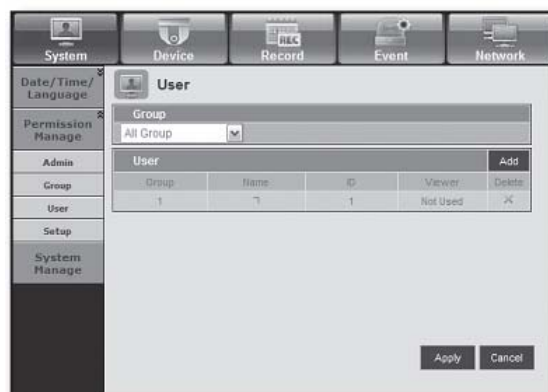 System Device Record REC Event Network
Date/Time/
Language
Permission
Manage
Admin
Group
User
Setup
System
Manage
User
Group
All Group
User Add
Group Name ID Viewer Delete
1 ㄱ 1 Not Used X
Apply Cancel